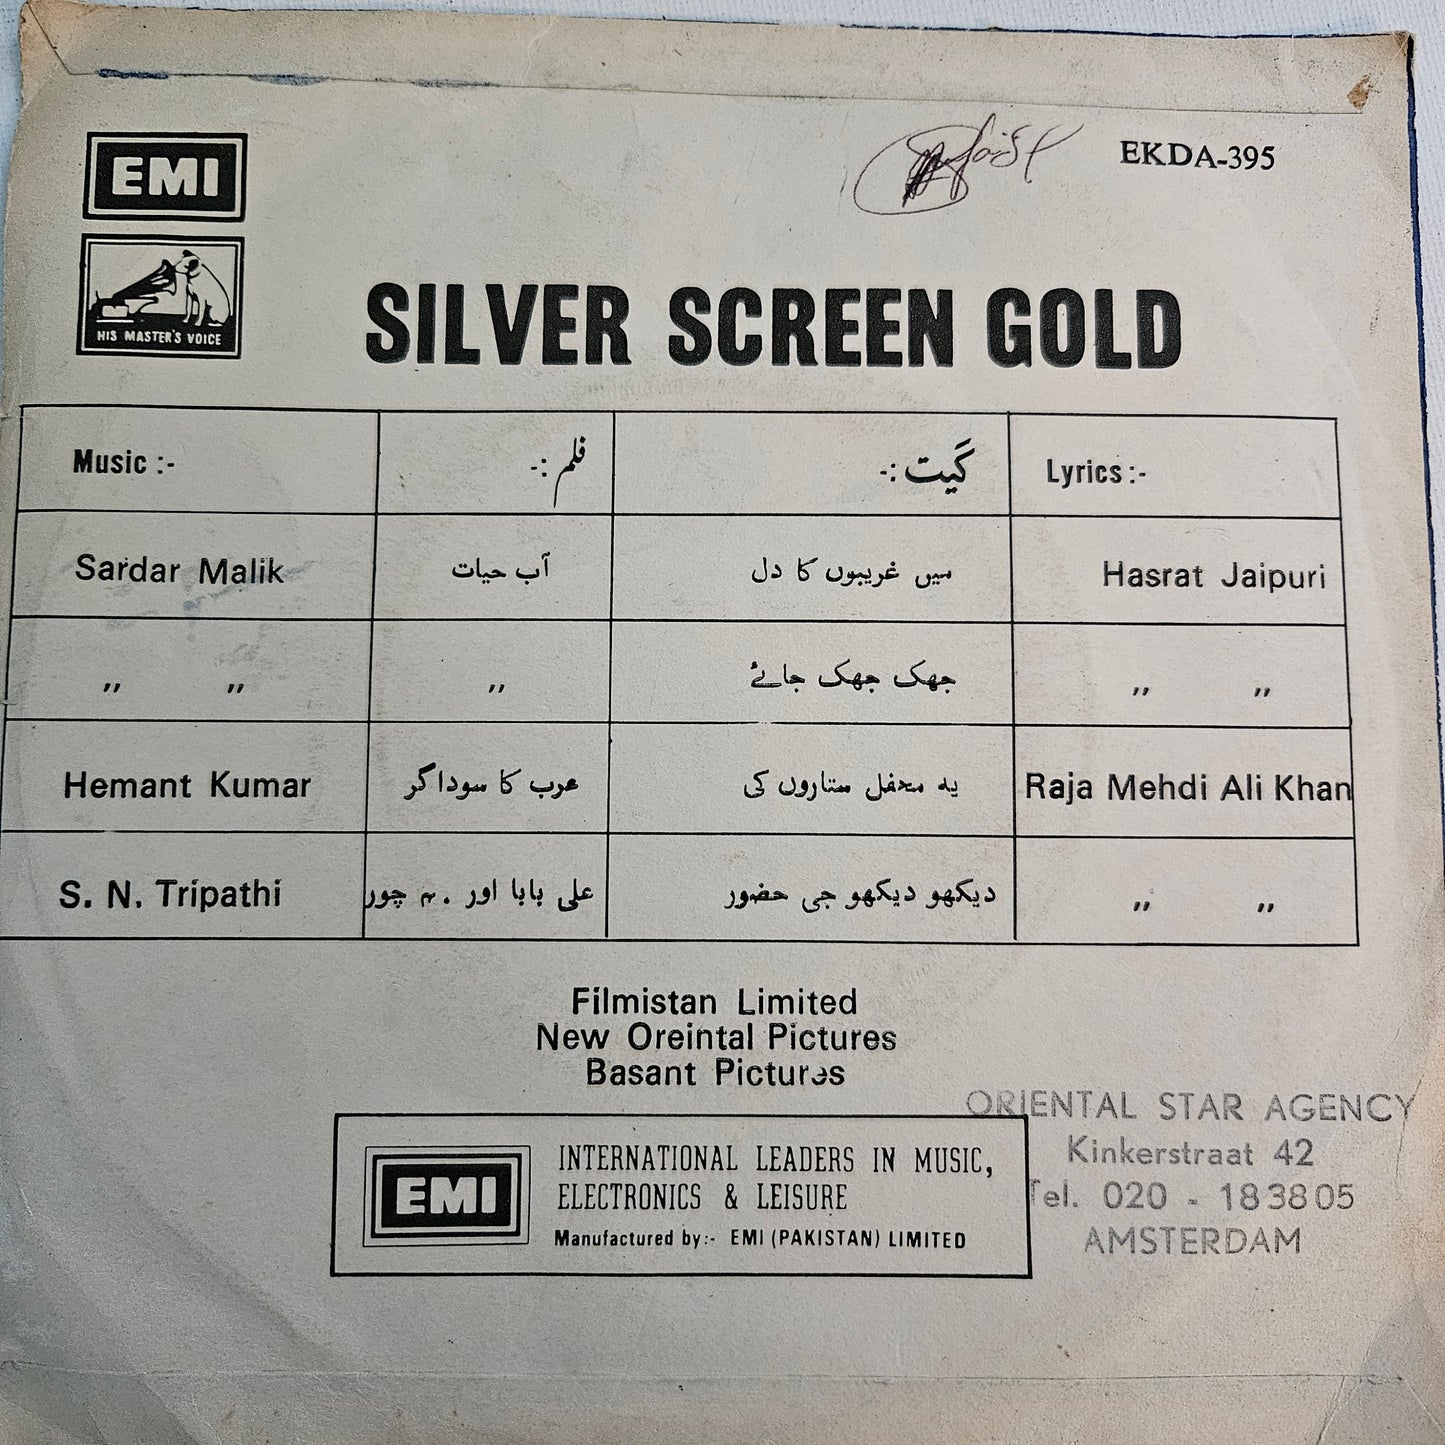 EMI
EKDA-395
HIS MASTER'S VOICE
SILVER SCREEN GOLD
Music :- فلم :- گیت :- Lyrics :-
Sardar Malik آب حیات میں غریبوں کا دل Hasrat Jaipuri
,, ,, ,, جھک جھک جائے ,, ,,
Hemant Kumar عرب کا سوداگر یہ محفل ستاروں کی Raja Mehdi Ali Khan
S. N. Tripathi علی بابا اور ۴۰ چور دیکھو دیکھو جی حضور ,, ,,
Filmistan Limited
New Oreintal Pictures
Basant Pictures
ORIENTAL STAR AGENCY
Kinkerstraat 42
Tel. 020 - 183805
AMSTERDAM
EMI
INTERNATIONAL LEADERS IN MUSIC,
ELECTRONICS & LEISURE
Manufactured by:- EMI (PAKISTAN) LIMITED